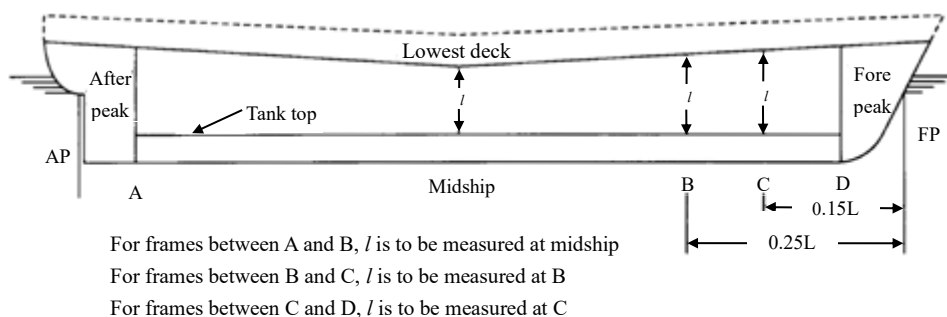 Lowest deck
After
peak
Fore
peak
l
l
l
Tank top
AP
FP
A
Midship
B
C
D
0.15L
0.25L
For frames between A and B, l is to be measured at midship
For frames between B and C, l is to be measured at B
For frames between C and D, l is to be measured at C